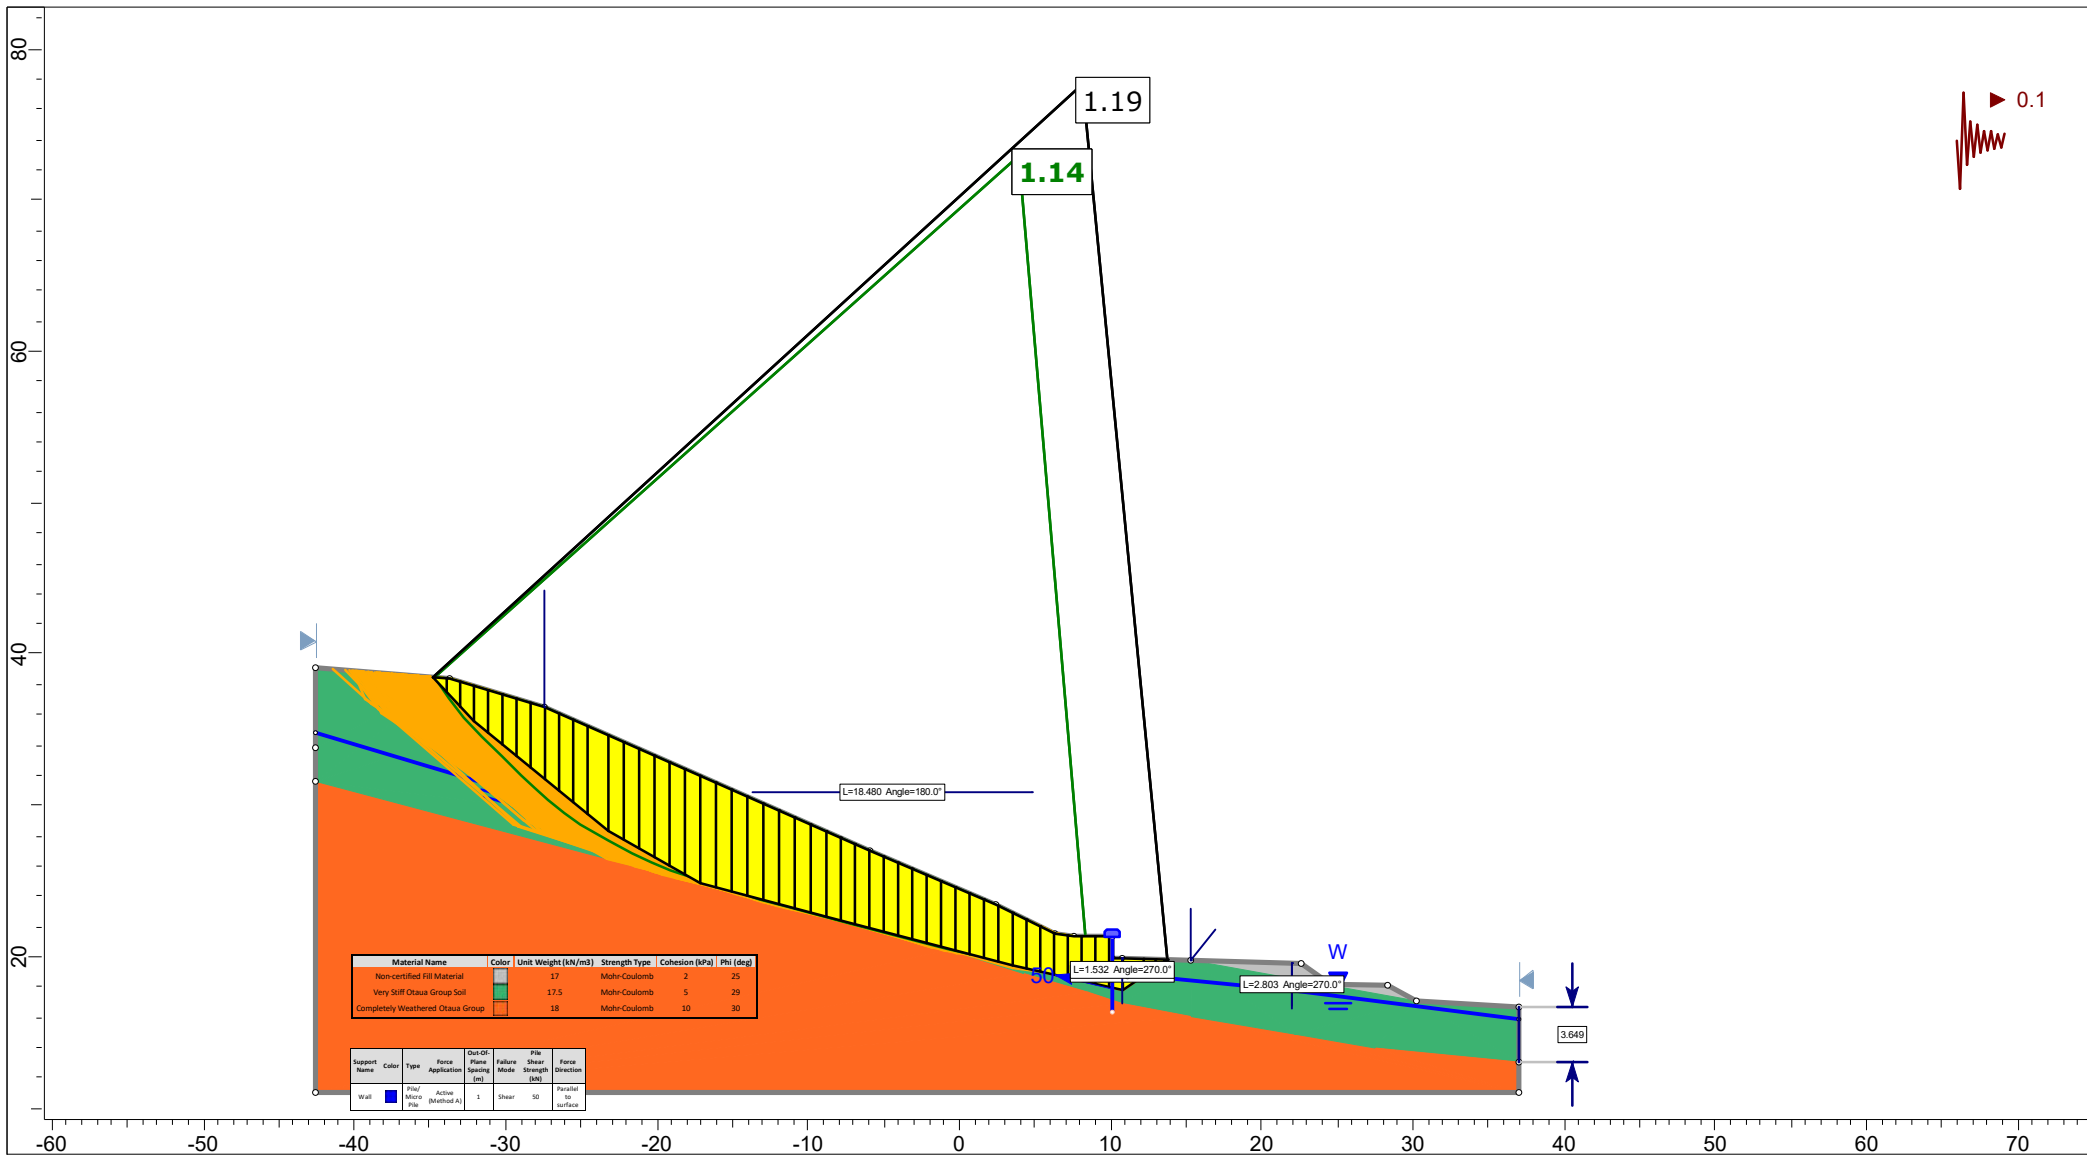 80
60
40
20
1.19
1.14
0.1
L=18.480 Angle=180.0°
50
L=1.532 Angle=270.0°
W
L=2.803 Angle=270.0°
3.649
Material Name Color Unit Weight (kN/m3) Strength Type Cohesion (kPa) Phi (deg)
Non-certified Fill Material 17 Mohr-Coulomb 2 25
Very Stiff Otaua Group Soil 17.5 Mohr-Coulomb 5 29
Completely Weathered Otaua Group 18 Mohr-Coulomb 10 30
Support Name Color Type Force Application Out-Of-Plane Spacing (m) Failure Mode Pile Shear Strength (kN) Force Direction
Wall Pile/ Micro Pile Active (Method A) 1 Shear 50 Parallel to surface
-60 -50 -40 -30 -20 -10 0 10 20 30 40 50 60 70